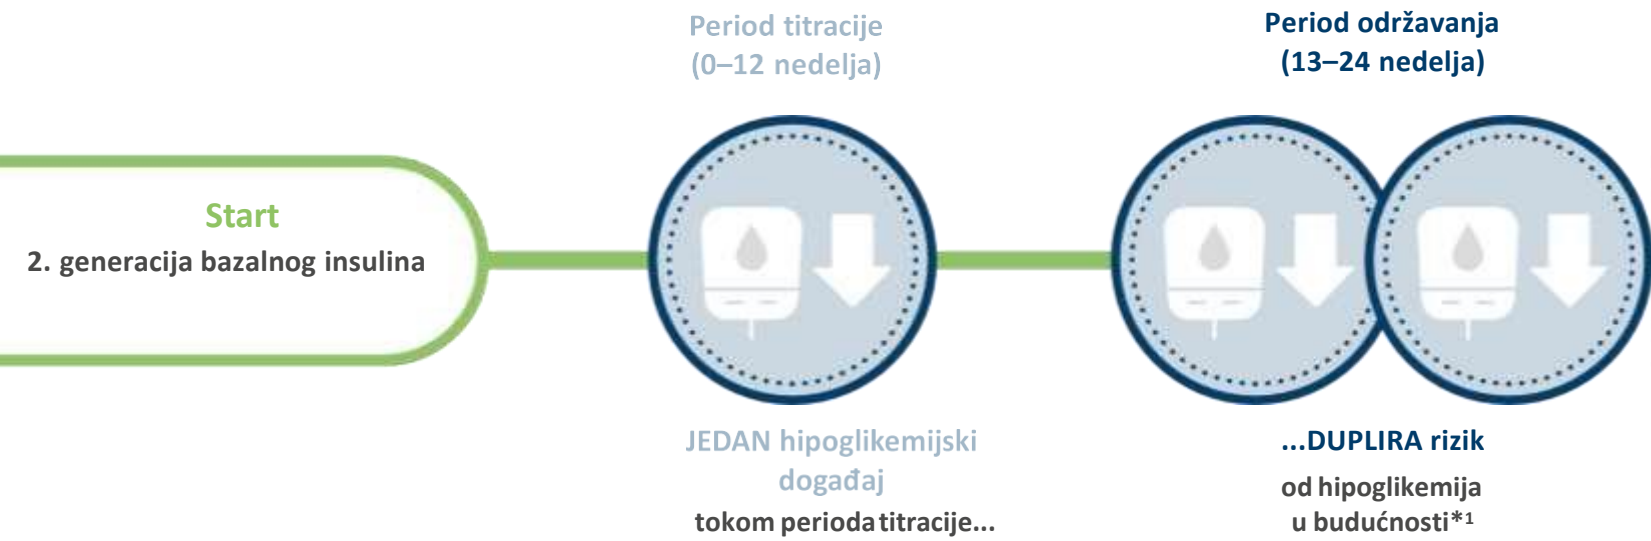 Start
2. generacija bazalnog insulina
Period titracije
(0–12 nedelja)
JEDAN hipoglikemijski
događaj
tokom perioda titracije...
Period održavanja
(13–24 nedelja)
...DUPLIRA rizik
od hipoglikemija
u budućnosti*¹